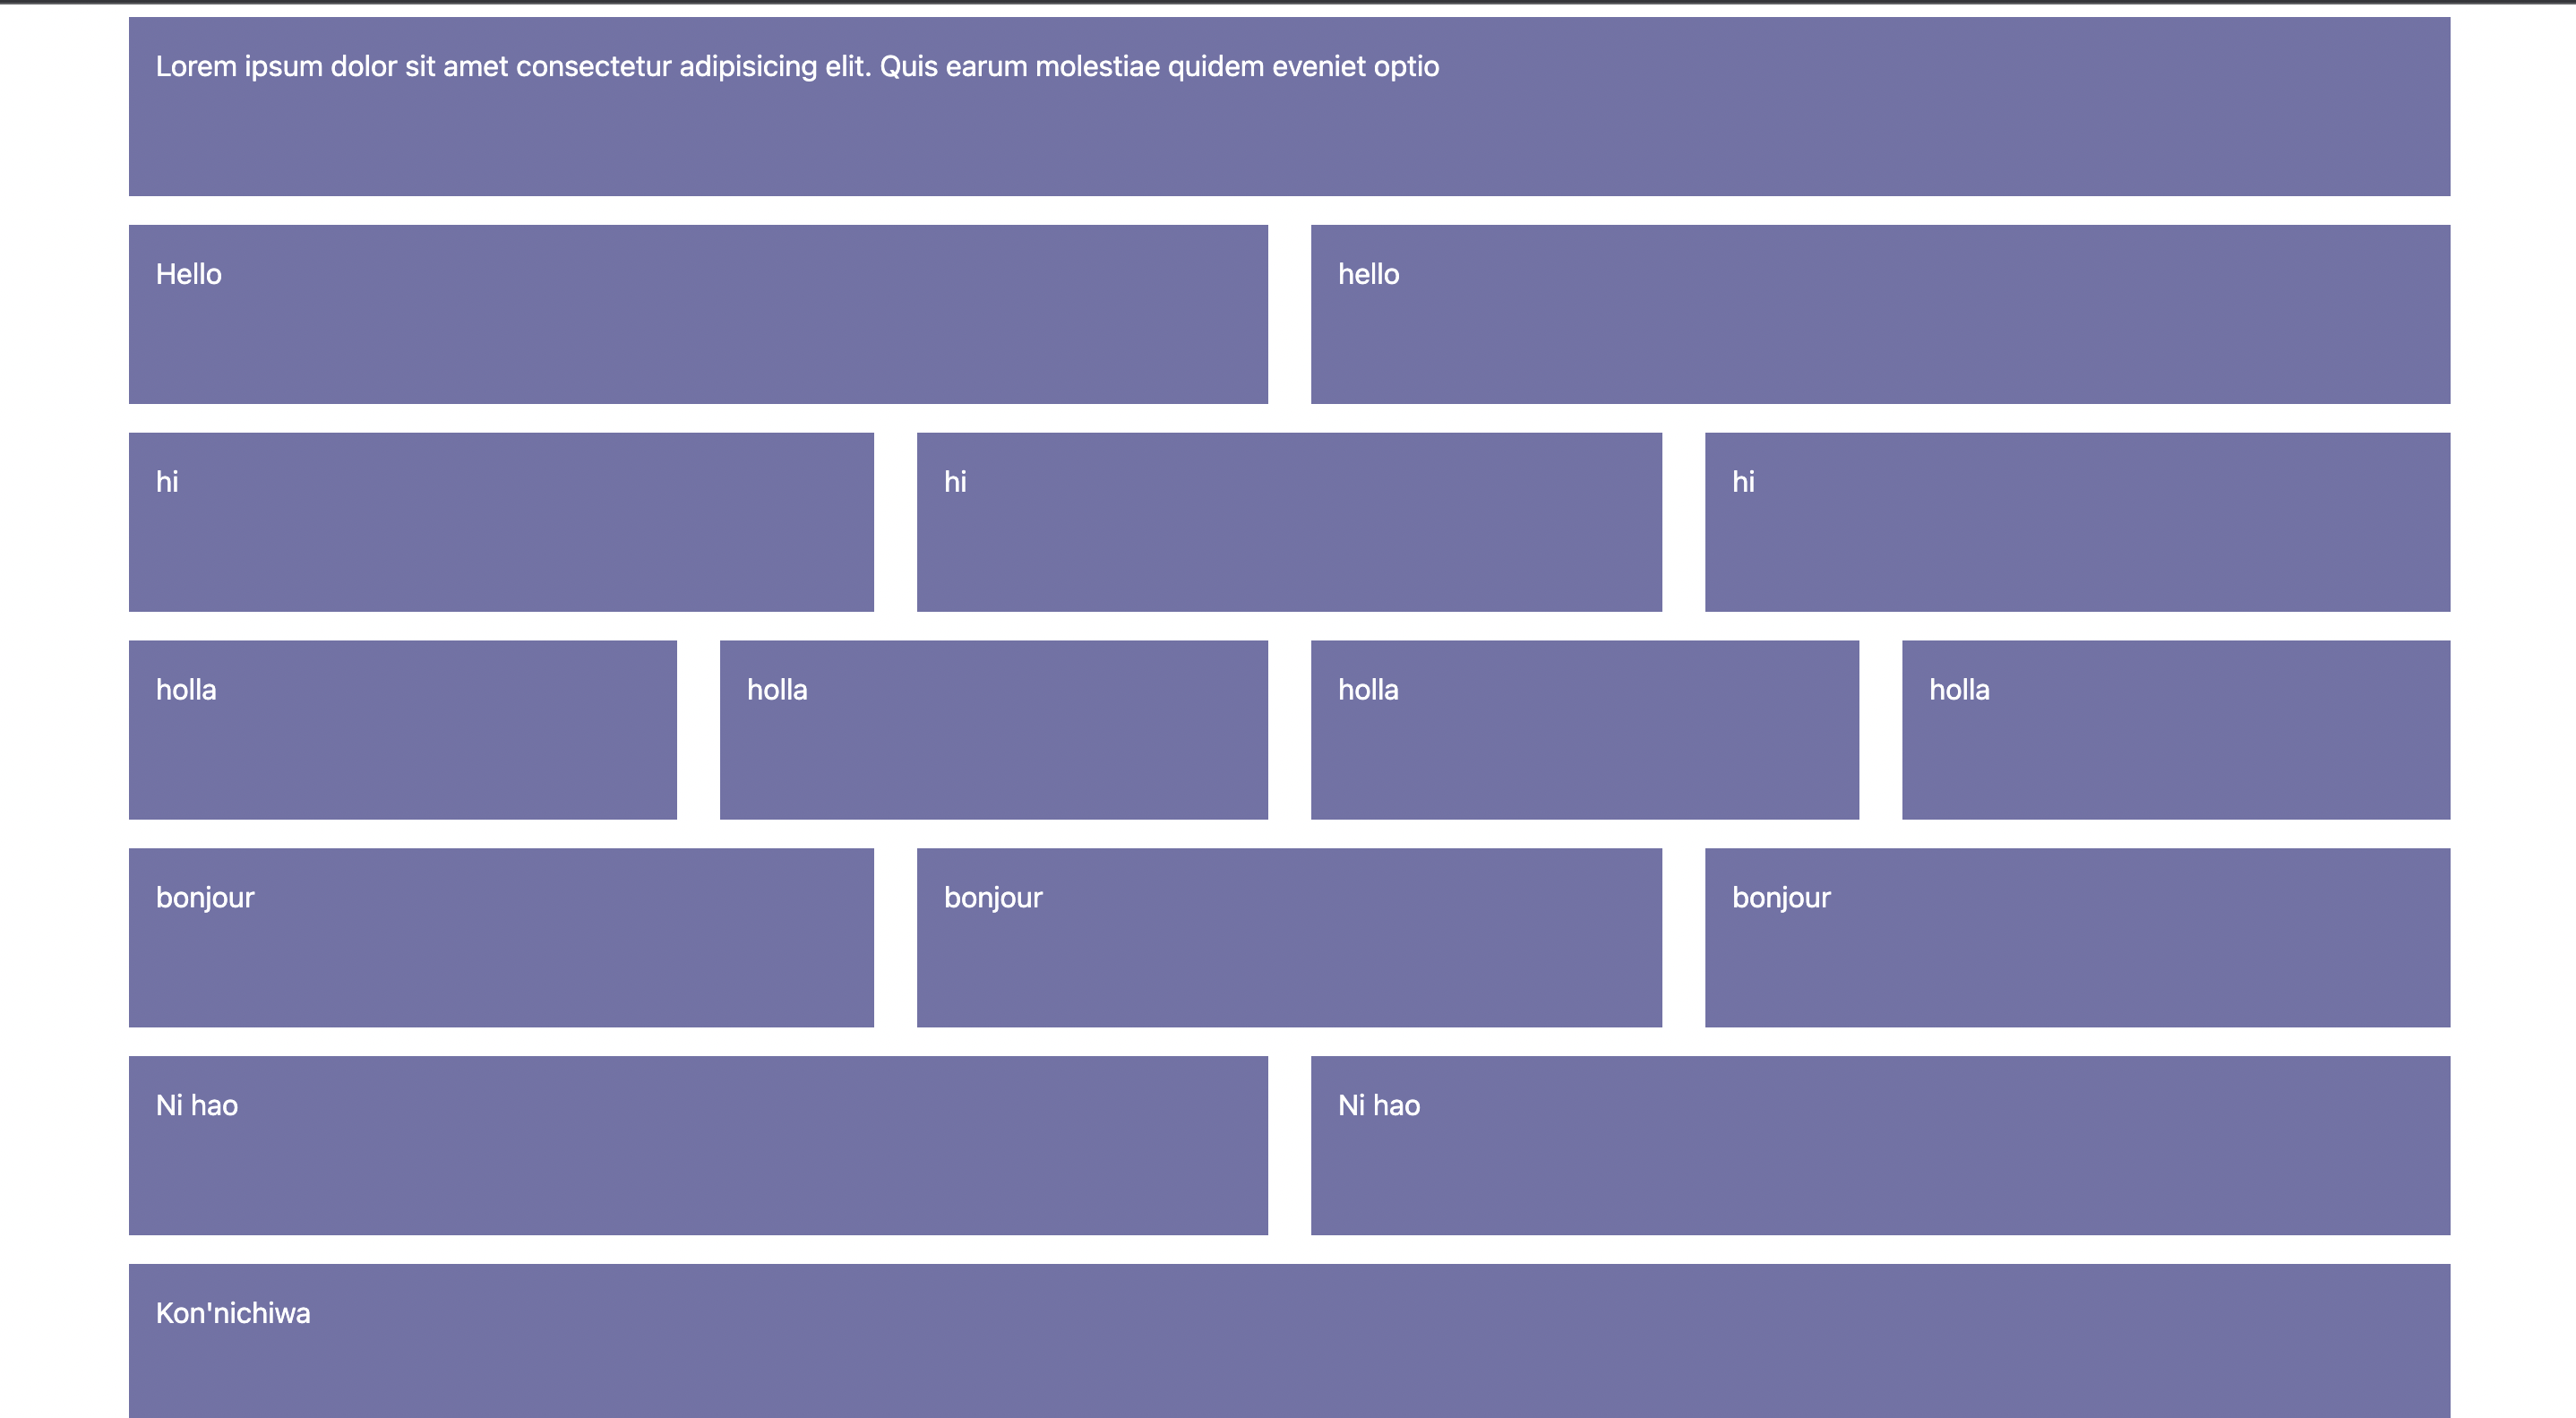 Lorem ipsum dolor sit amet consectetur adipisicing elit. Quis earum molestiae quidem eveniet optio
Hello
hello
hi
hi
hi
holla
holla
holla
holla
bonjour
bonjour
bonjour
Ni hao
Ni hao
Kon'nichiwa